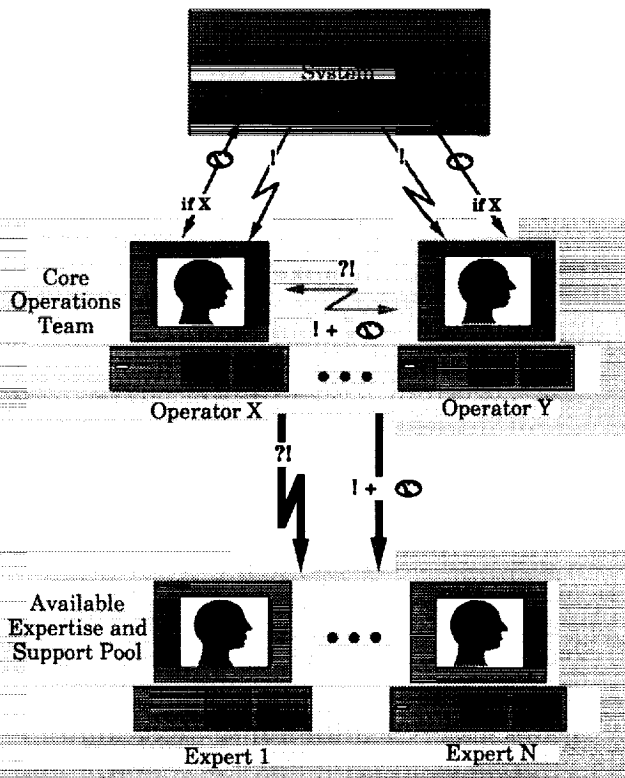 System
!
!
if X
if X
Core
Operations
Team
?!
! +
Operator X
Operator Y
?!
! +
Available
Expertise and
Support Pool
Expert 1
Expert N